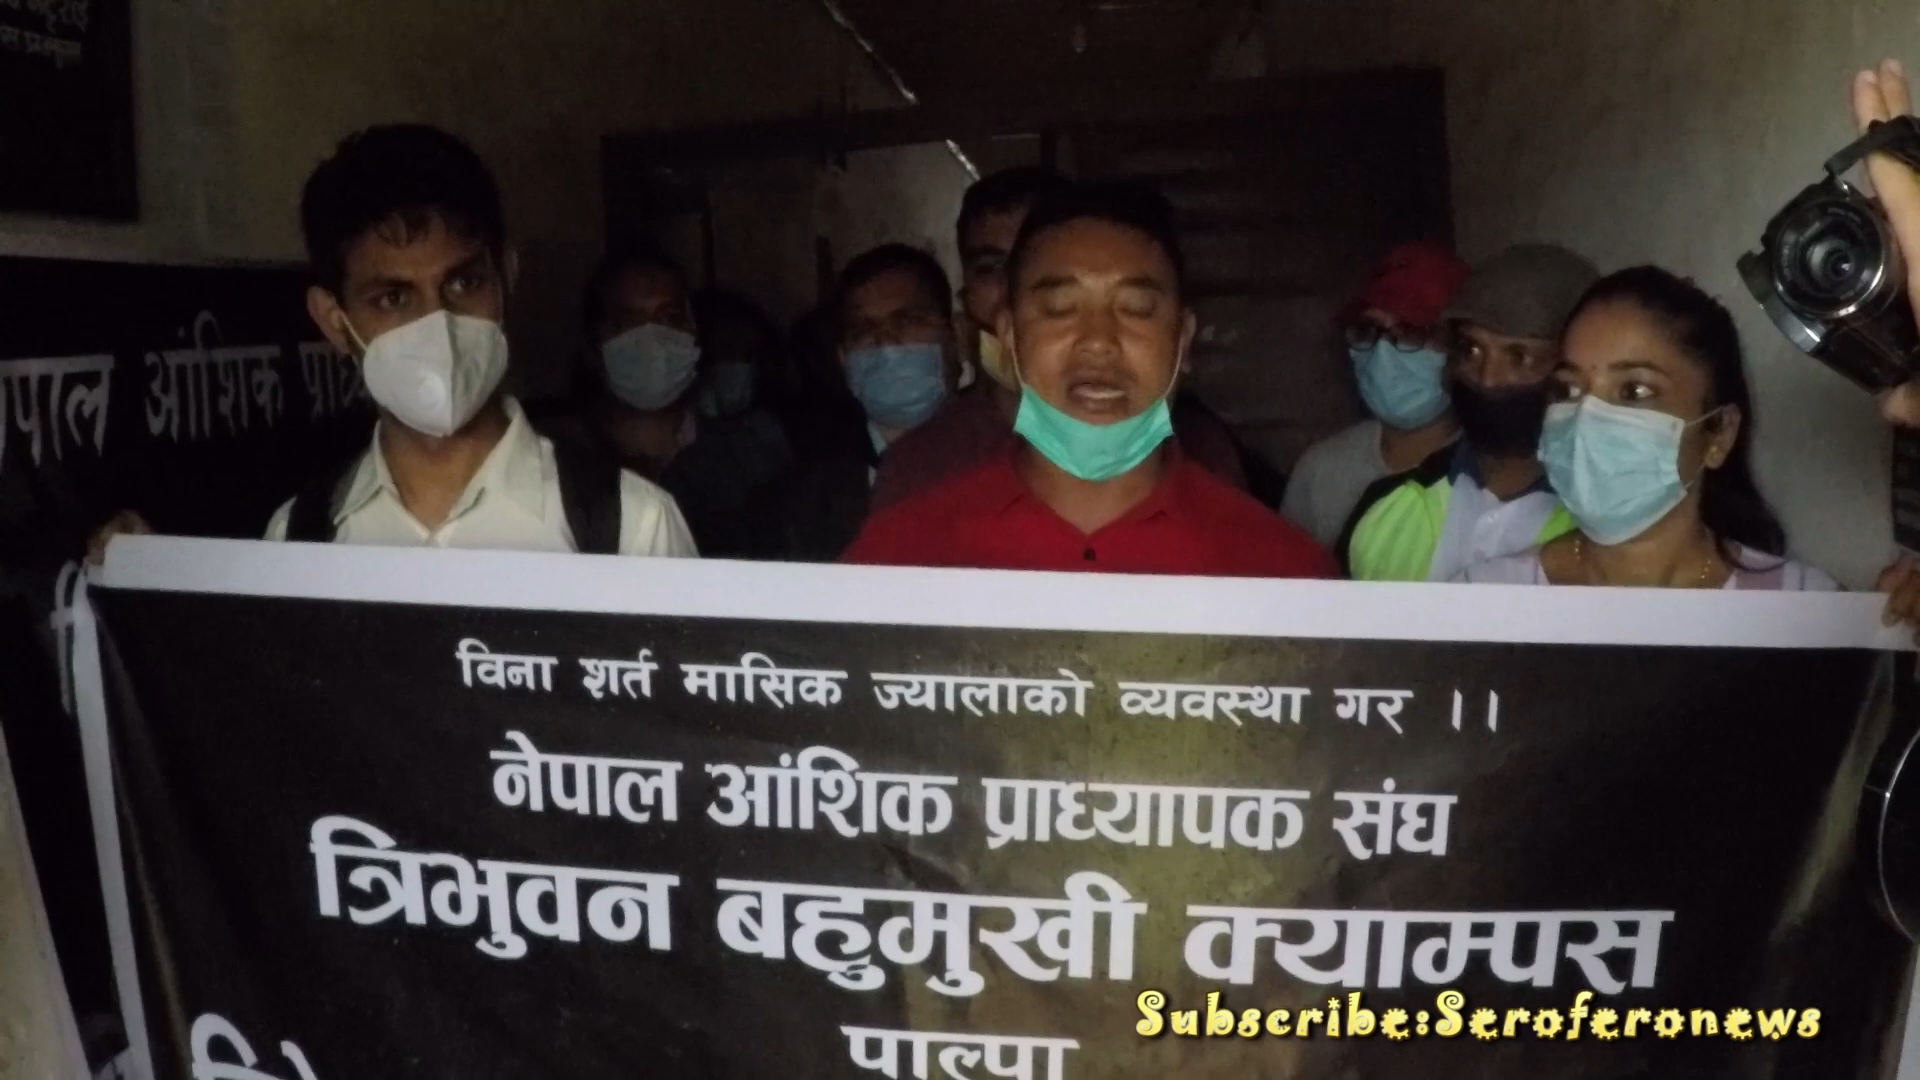 नेपाल आंशिक
विना शर्त मासिक ज्यालाको व्यवस्था गर ।।
नेपाल आंशिक प्राध्यापक संघ
त्रिभुवन बहुमुखी क्याम्पस
पाल्पा
Subscribe:Seroferonews